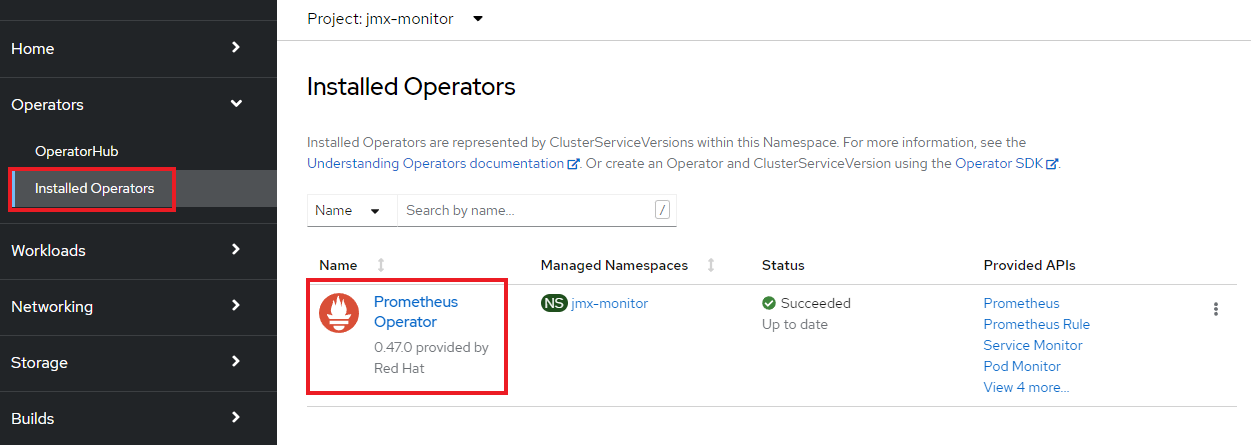 Project: jmx-monitor
Home
Operators
OperatorHub
Installed Operators
Workloads
Networking
Storage
Builds
Installed Operators
Installed Operators are represented by ClusterServiceVersions within this Namespace. For more information, see the
Understanding Operators documentation. Or create an Operator and ClusterServiceVersion using the Operator SDK.
Name Search by name... /
Name Managed Namespaces Status Provided APIs
Prometheus
Operator
0.47.0 provided by
Red Hat
NS jmx-monitor
Succeeded
Up to date
Prometheus
Prometheus Rule
Service Monitor
Pod Monitor
View 4 more...